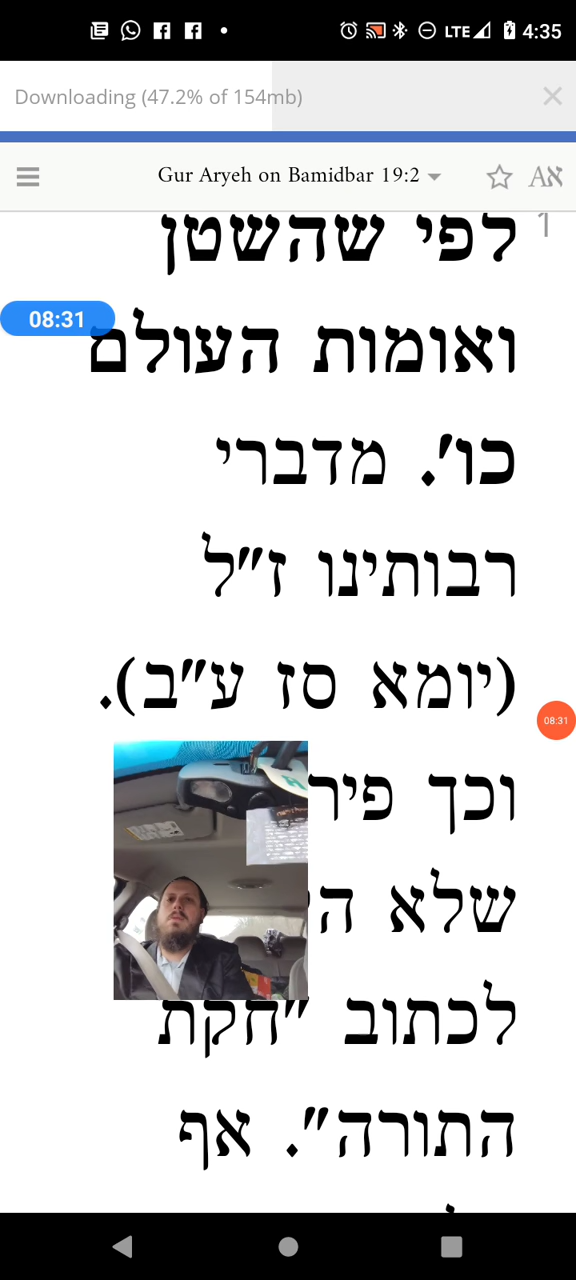 LTE 4:35
Downloading (47.2% of 154mb)
Gur Aryeh on Bamidbar 19:2
Aא
1
לפי שהשטן
08:31
ואומות העולם
כו'. מדברי
רבותינו ז"ל
(יומא סז ע"ב).
08:31
וכך
שלא
לכתוב "חקת
התורה". אף